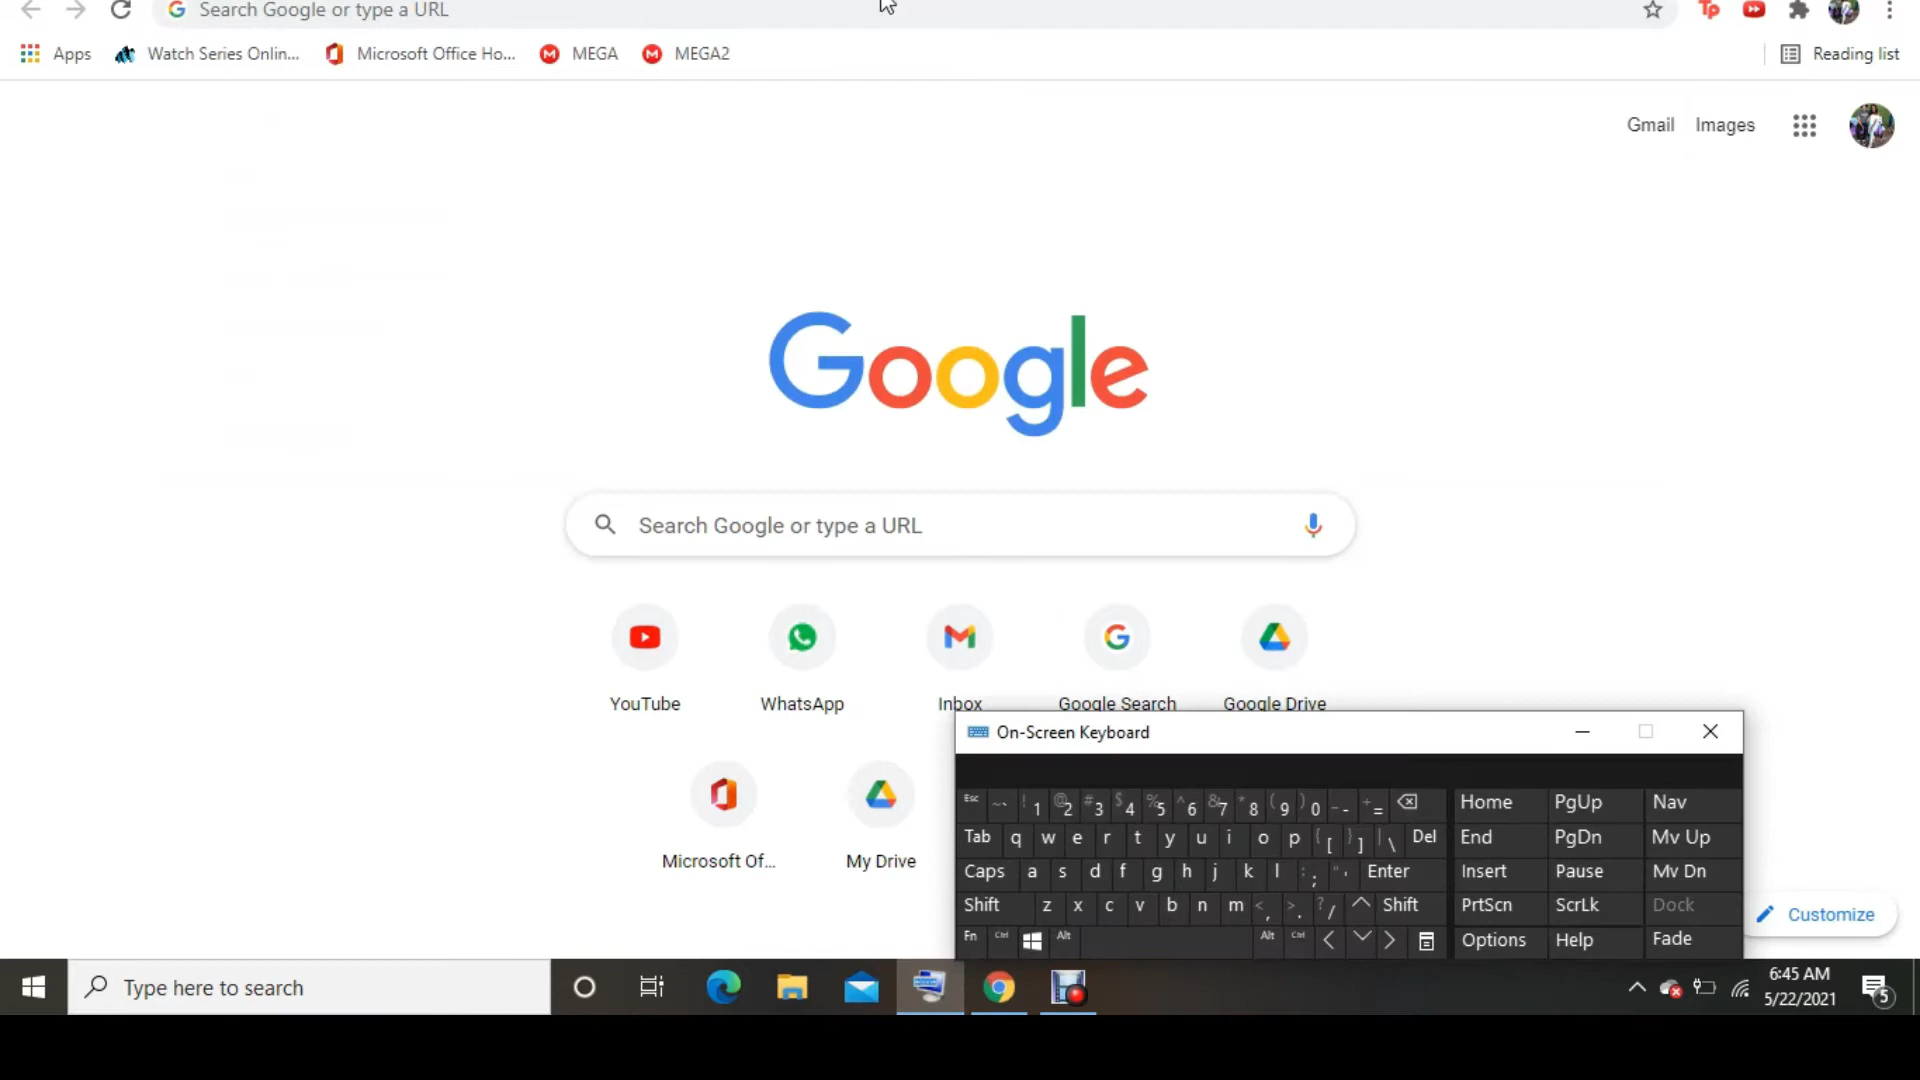 Search Google or type a URL
Apps Watch Series Onlin... Microsoft Office Ho... MEGA MEGA2 Reading list
Gmail Images
Google
Search Google or type a URL
YouTube WhatsApp Inbox Google Search Google Drive
On-Screen Keyboard
Esc ~ ` ! 1 @ 2 # 3 $ 4 % 5 ^ 6 & 7 * 8 ( 9 ) 0 _ - + = Home PgUp Nav
Tab q w e r t y u i o p { [ } ] | \ Del End PgDn Mv Up
Caps a s d f g h j k l : ; " ' Enter Insert Pause Mv Dn
Shift z x c v b n m < , > . ? / Shift PrtScn ScrLk Dock
Fn Ctrl Alt Alt Ctrl Options Help Fade
Microsoft Of... My Drive
Customize
Type here to search
6:45 AM
5/22/2021
5